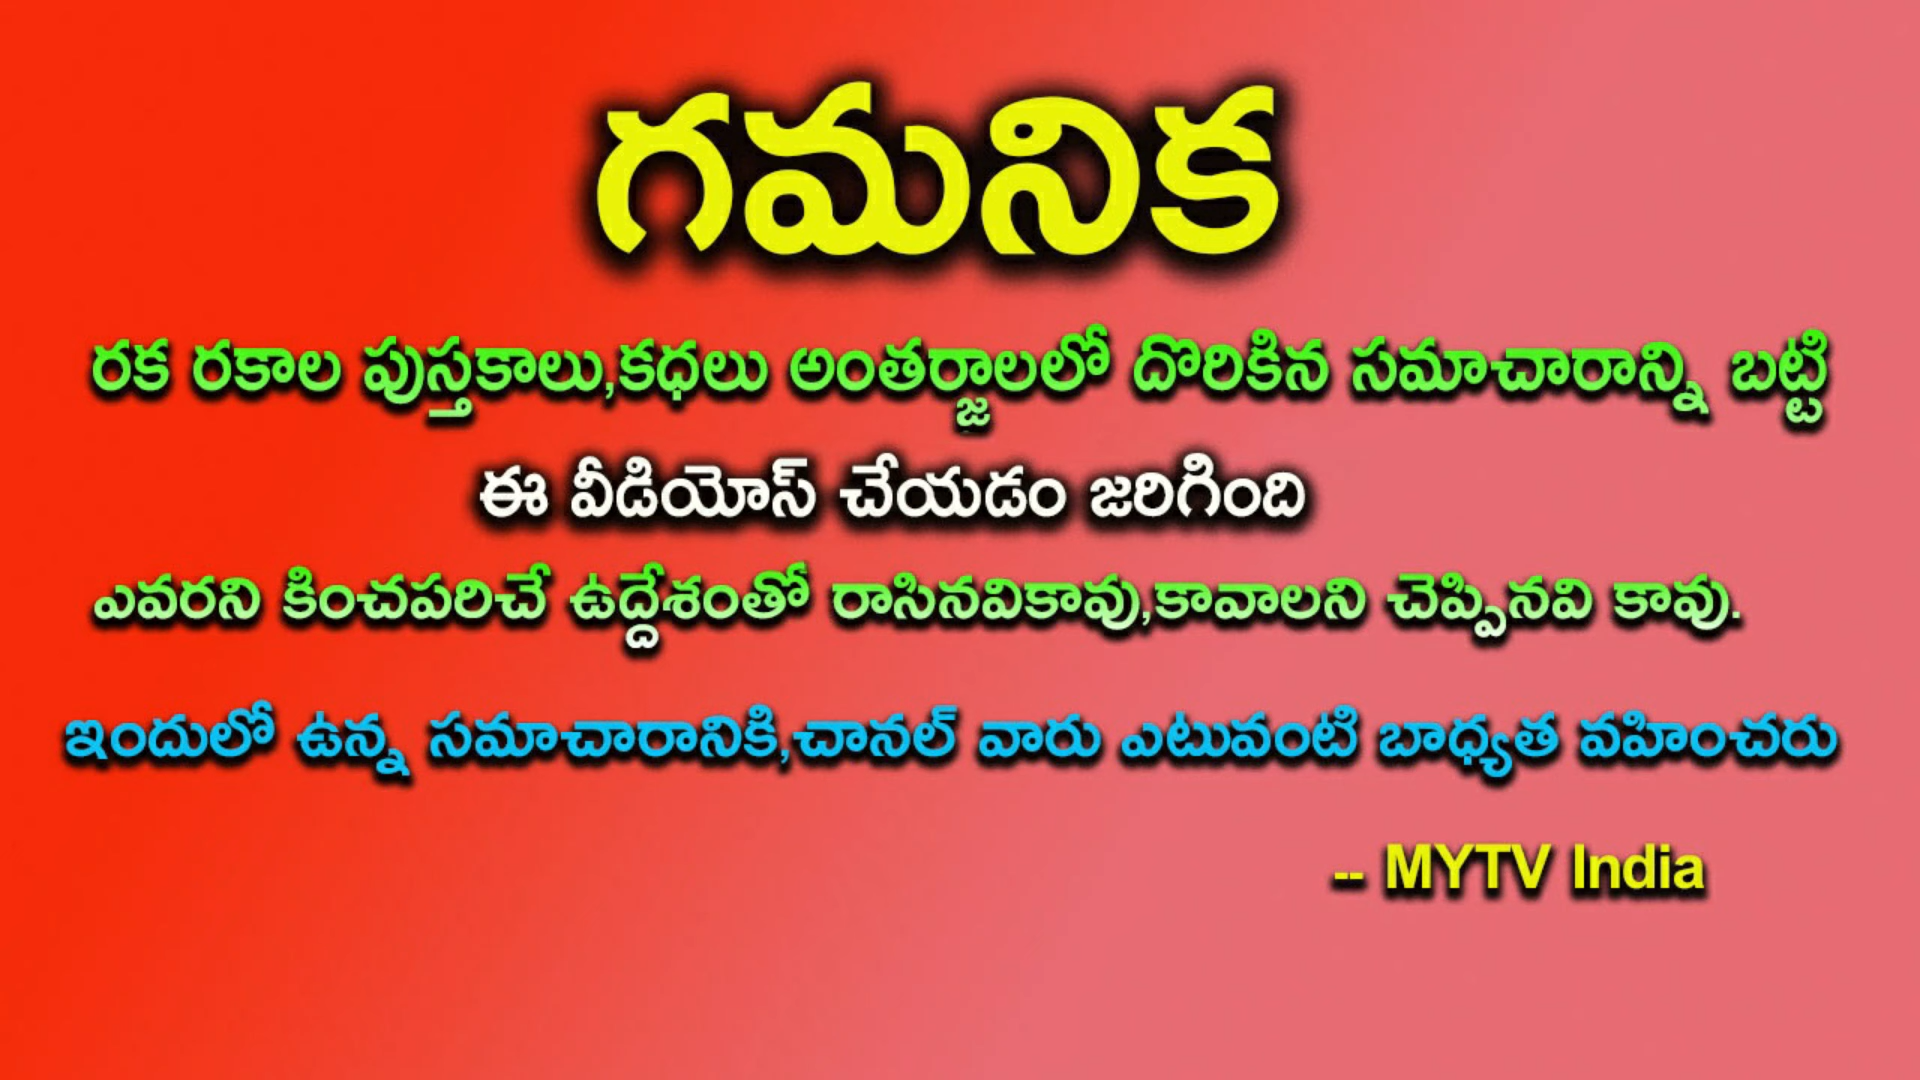 గమనిక
రక రకాల పుస్తకాలు,కధలు అంతర్జాలలో దొరికిన సమాచారాన్ని బట్టి
ఈ వీడియోస్ చేయడం జరిగింది
ఎవరని కించపరిచే ఉద్దేశంతో రాసినవికావు,కావాలని చెప్పినవి కావు.
ఇందులో ఉన్న సమాచారానికి,చానల్ వారు ఎటువంటి బాధ్యత వహించరు
-- MYTV India